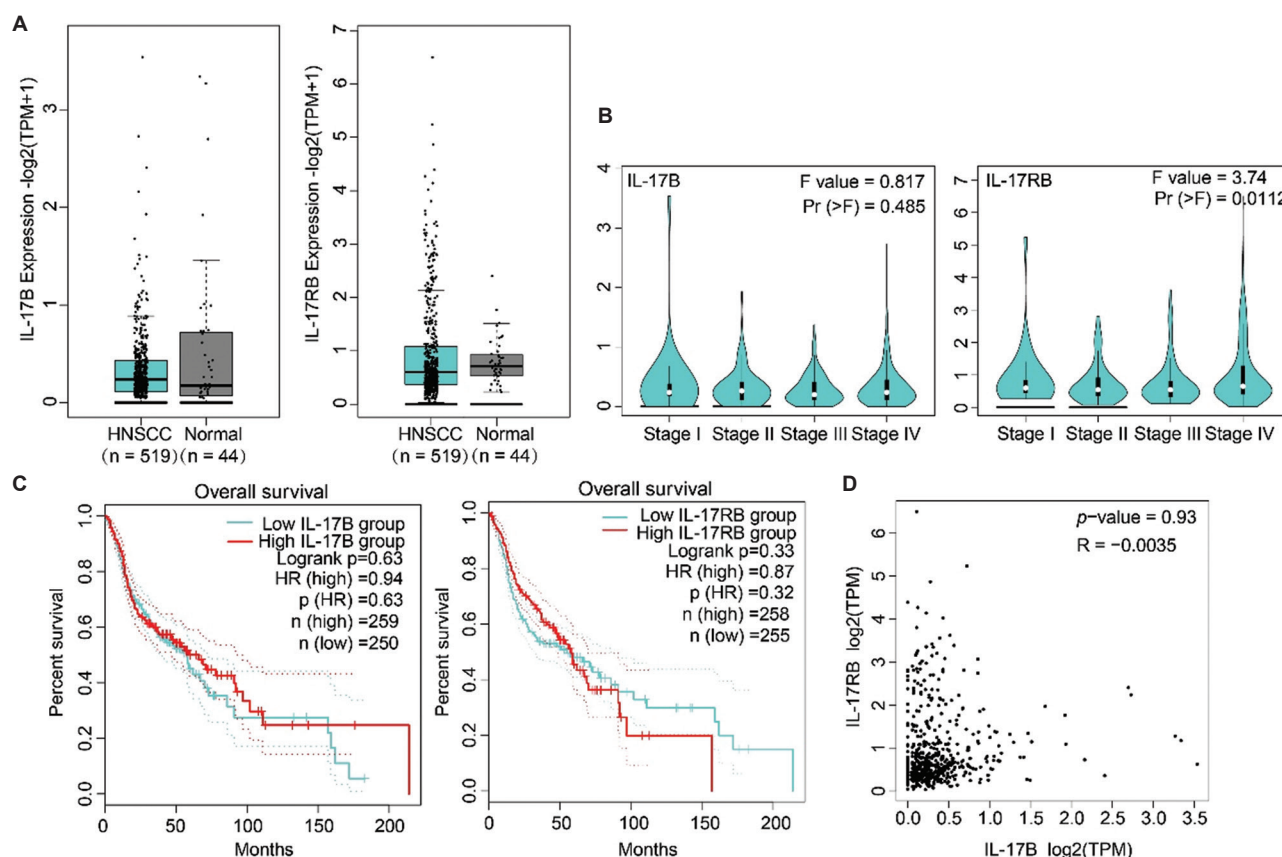 A
IL-17B Expression -log2(TPM+1)
3
2
1
0
HNSCC
(n = 519)
Normal
(n = 44)
IL-17RB Expression -log2(TPM+1)
7
6
5
4
3
2
1
0
HNSCC
(n = 519)
Normal
(n = 44)
B
IL-17B
F value = 0.817
Pr (>F) = 0.485
4
3
2
1
0
Stage I
Stage II
Stage III
Stage IV
IL-17RB
F value = 3.74
Pr (>F) = 0.0112
7
6
5
4
3
2
1
0
Stage I
Stage II
Stage III
Stage IV
C
Overall survival
Low IL-17B group
High IL-17B group
Logrank p=0.63
HR (high) =0.94
p (HR) =0.63
n (high) =259
n (low) =250
Percent survival
1.0
0.8
0.6
0.4
0.2
0.0
0
50
100
150
200
Months
Overall survival
Low IL-17RB group
High IL-17RB group
Logrank p=0.33
HR (high) =0.87
p (HR) =0.32
n (high) =258
n (low) =255
Percent survival
1.0
0.8
0.6
0.4
0.2
0.0
0
50
100
150
200
Months
D
p-value = 0.93
R = −0.0035
IL-17RB log2(TPM)
6
5
4
3
2
1
0
0.0
0.5
1.0
1.5
2.0
2.5
3.0
3.5
IL-17B log2(TPM)